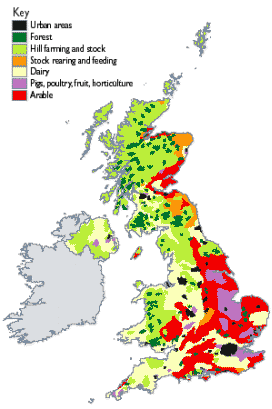 Key
Urban areas
Forest
Hill farming and stock
Stock rearing and feeding
Dairy
Pigs, poultry, fruit, horticulture
Arable